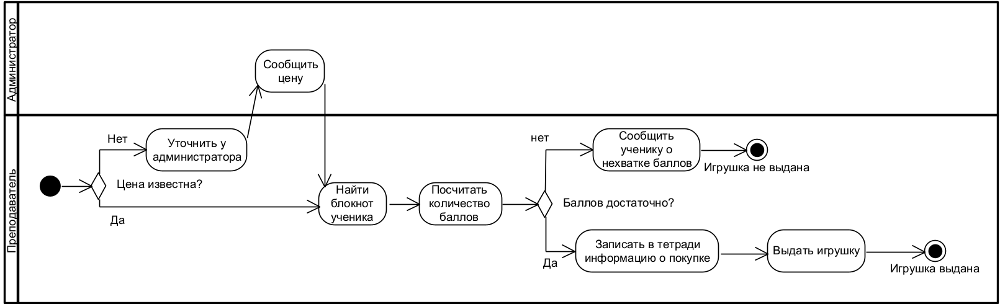 Администратор
Сообщить
цену
Преподаватель
Нет
Уточнить у
администратора
Цена известна?
Да
Найти
блокнот
ученика
Посчитать
количество
баллов
нет
Баллов достаточно?
Да
Сообщить
ученику о
нехватке баллов
Игрушка не выдана
Записать в тетради
информацию о покупке
Выдать игрушку
Игрушка выдана